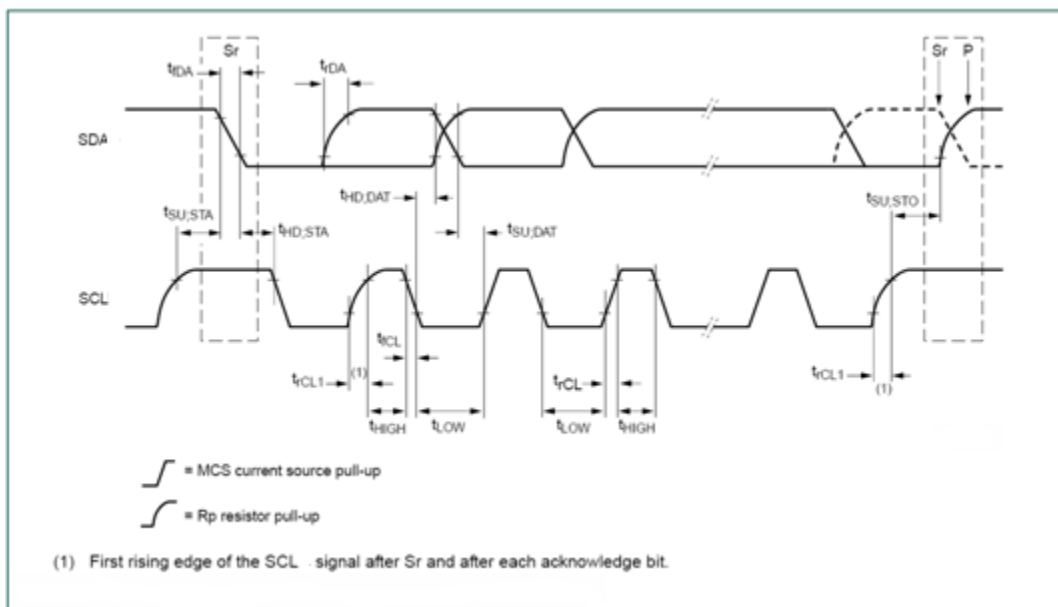 Sr
Sr P
tfDA
trDA
SDA
tHD;DAT
tSU;STA
tHD;STA
tSU;DAT
tSU;STO
SCL
tfCL
trCL1
(1)
trCL
trCL1
(1)
tHIGH
tLOW
tLOW
tHIGH
= MCS current source pull-up
= Rp resistor pull-up
(1) First rising edge of the SCL signal after Sr and after each acknowledge bit.